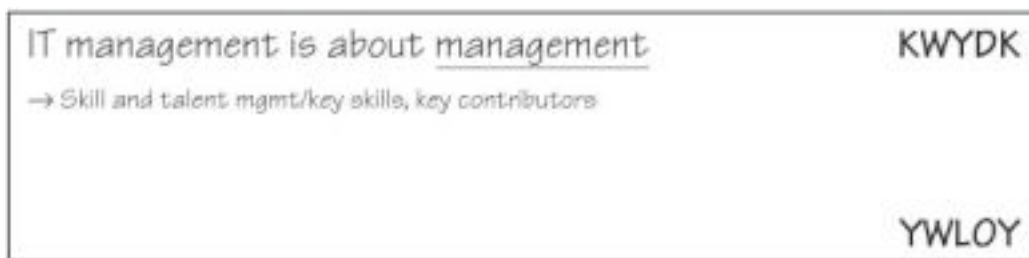 IT management is about management KWYDK
→ Skill and talent mgmt/key skills, key contributors
YWLOY